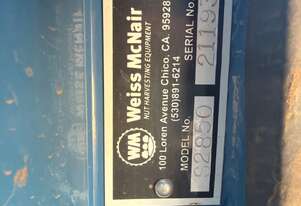 WM
Weiss McNair
NUT HARVESTING EQUIPMENT
100 Loren Avenue Chico, CA. 95928
(530)891-6214
MODEL No. 92850
SERIAL No. 21193